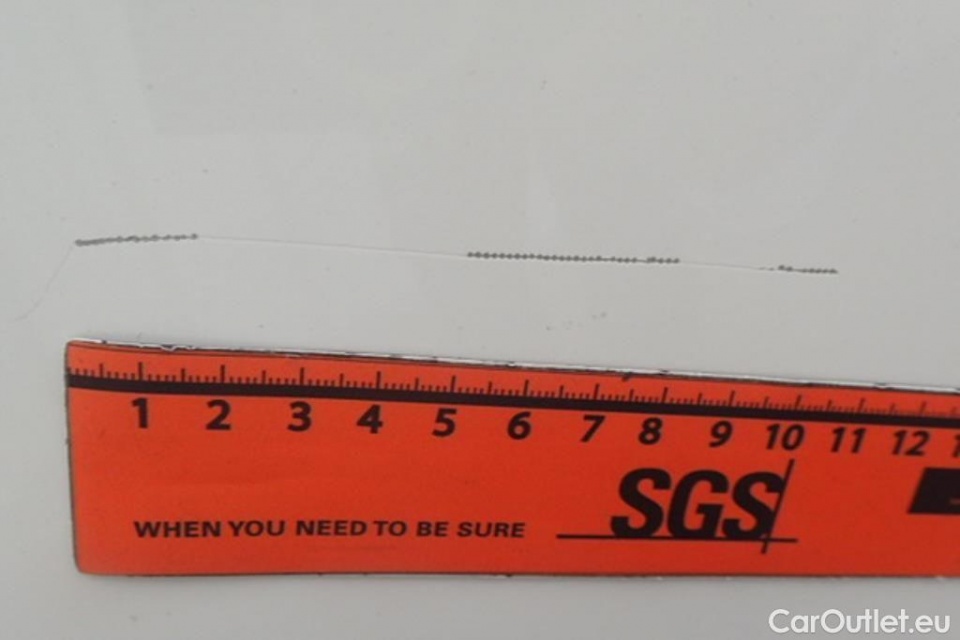 1 2 3 4 5 6 7 8 9 10 11 12
SGS
WHEN YOU NEED TO BE SURE
CarOutlet.eu